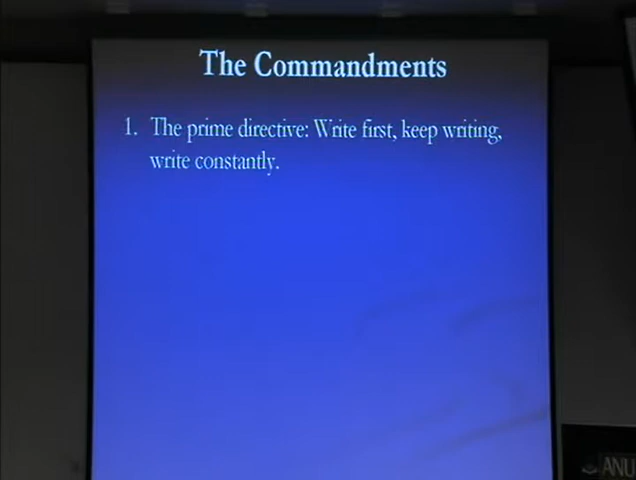 The Commandments
1. The prime directive: Write first, keep writing,
write constantly.
ANU